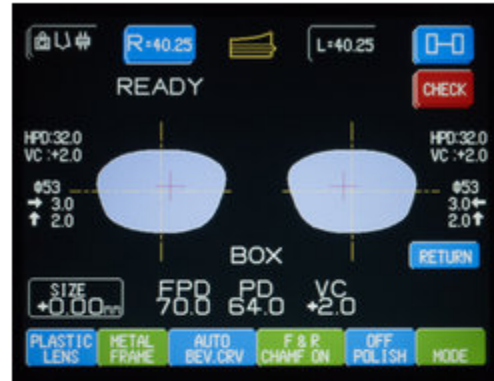 R=40.25
L=40.25
READY
CHECK
HPD:32.0
VC :+2.0
HPD:32.0
VC :+2.0
Φ53
→ 3.0
↑ 2.0
Φ53
3.0←
2.0↑
BOX
RETURN
SIZE
+0.00mm
FPD
70.0
PD
64.0
VC
+2.0
PLASTIC
LENS
METAL
FRAME
AUTO
BEV.CRV
F & R
CHAMF ON
OFF
POLISH
MODE